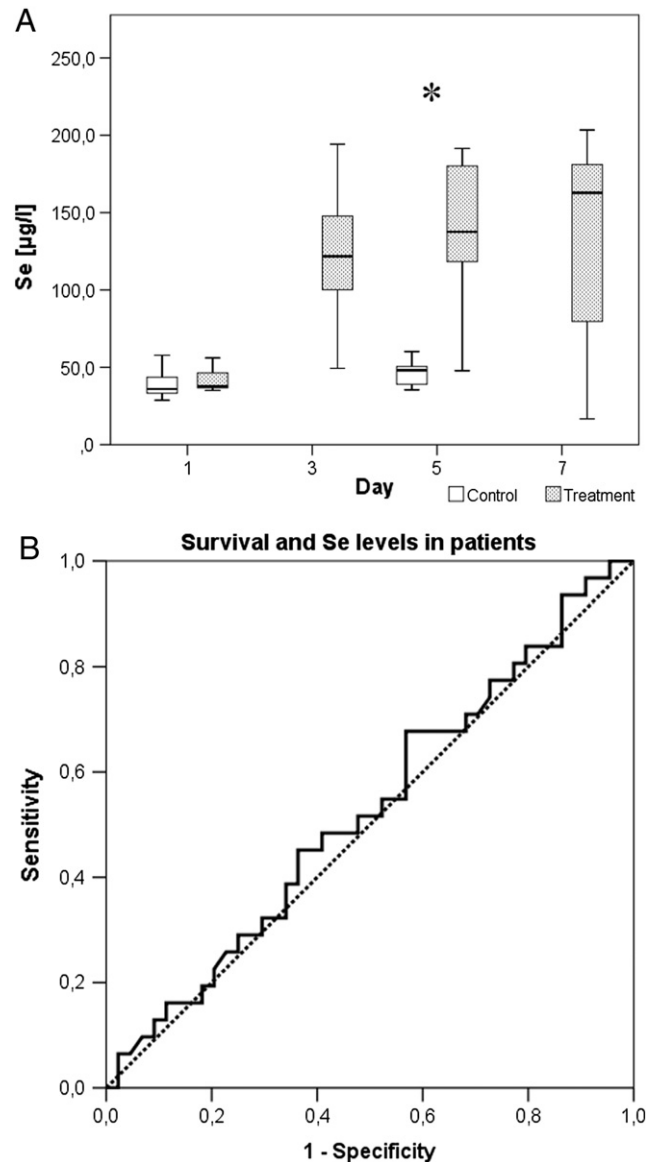 A
250,0
*
200,0
150,0
100,0
50,0
,0
Se [µg/l]
1 3 5 7
Day
Control Treatment
B
Survival and Se levels in patients
1,0
0,8
0,6
0,4
0,2
0,0
Sensitivity
0,0 0,2 0,4 0,6 0,8 1,0
1 - Specificity